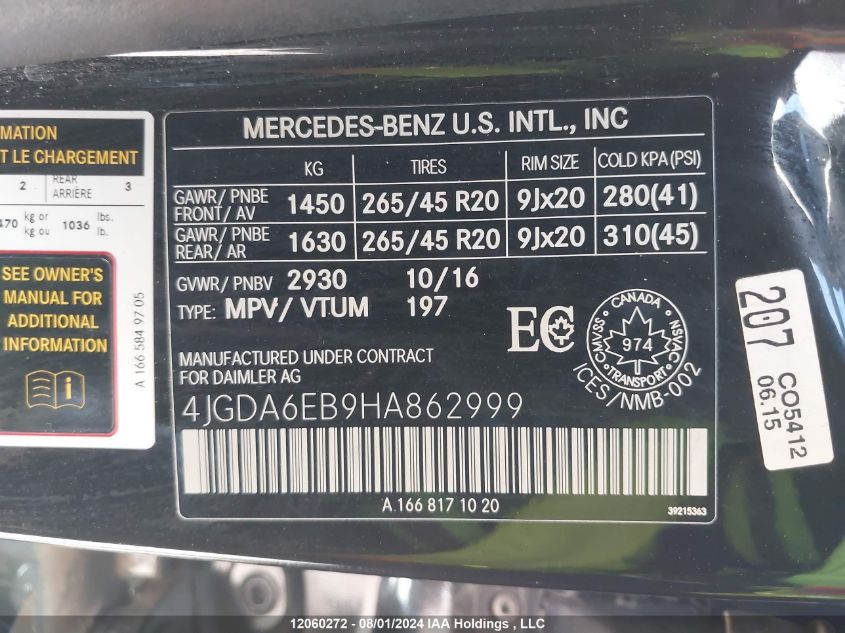 MATION
T LE CHARGEMENT
2 REAR ARRIÈRE 3
470 kg or kg ou 1036 lbs. lb.
SEE OWNER'S
MANUAL FOR
ADDITIONAL
INFORMATION
A 166 584 97 05
MERCEDES-BENZ U.S. INTL., INC
KG TIRES RIM SIZE COLD KPA(PSI)
GAWR/ PNBE FRONT/ AV 1450 265/45 R20 9Jx20 280(41)
GAWR/ PNBE REAR/ AR 1630 265/45 R20 9Jx20 310(45)
GVWR/ PNBV 2930 10/16
TYPE: MPV/ VTUM 197
EC
CANADA
CMVSS
NSVAC
974
TRANSPORT
ICES/NMB-002
MANUFACTURED UNDER CONTRACT
FOR DAIMLER AG
4JGDA6EB9HA862999
A 166 817 10 20
39215363
207
CO5412
06.15
12060272 - 08/01/2024 IAA Holdings , LLC